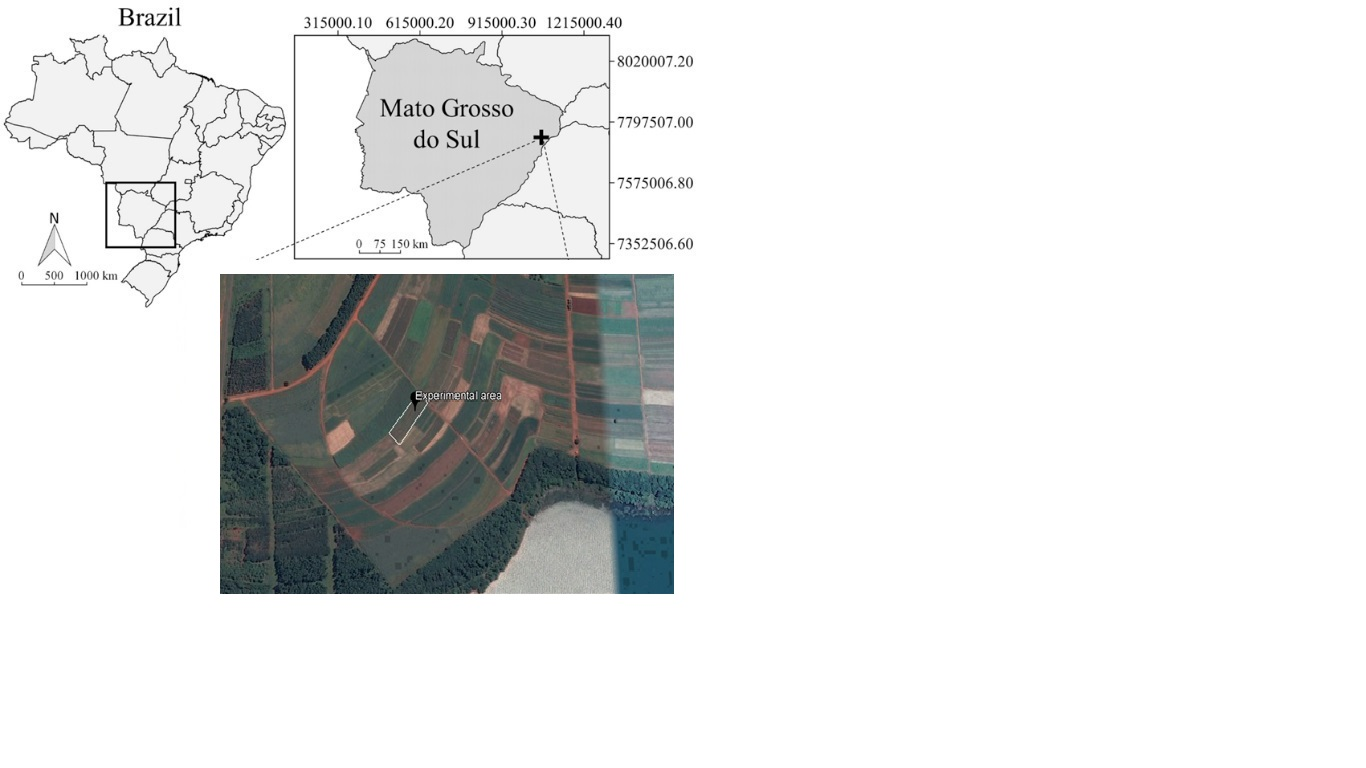 Brazil
315000.10 615000.20 915000.30 1215000.40
8020007.20
Mato Grosso
do Sul
7797507.00
7575006.80
N
0 75 150 km
7352506.60
0 500 1000 km
Experimental area